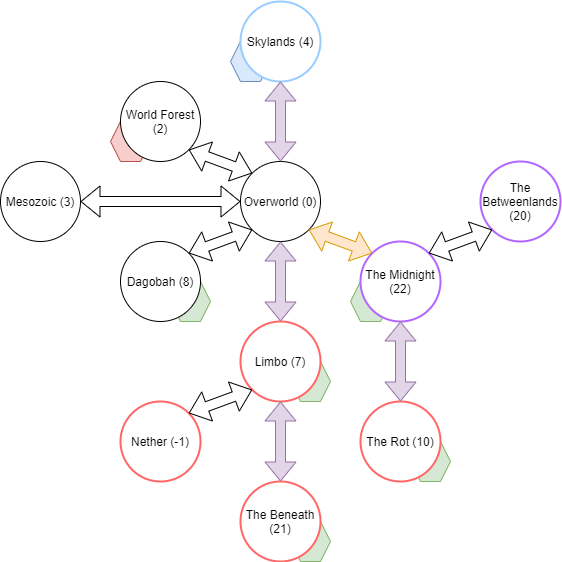 Skylands (4)
World Forest
(2)
Mesozoic (3)
Overworld (0)
The
Betweenlands
(20)
Dagobah (8)
The Midnight
(22)
Limbo (7)
Nether (-1)
The Rot (10)
The Beneath
(21)